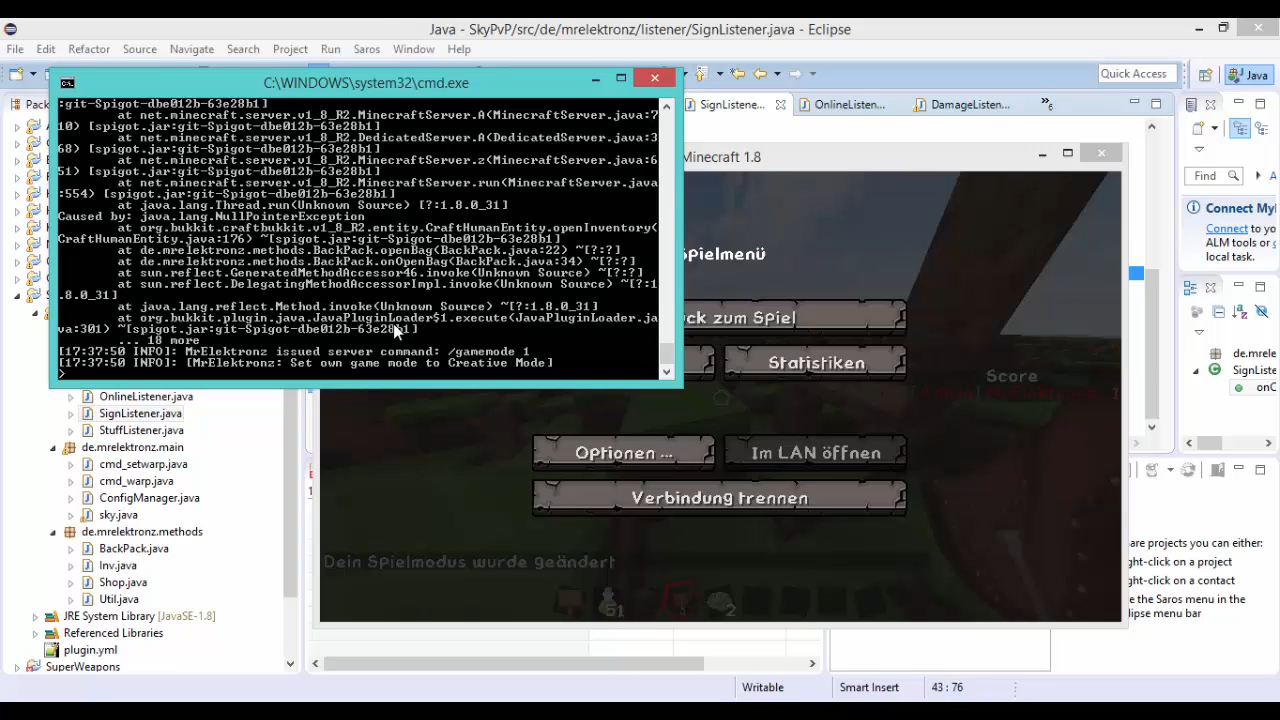 Java - SkyPvP/src/de/mrelektronz/listener/SignListener.java - Eclipse
File Edit Refactor Source Navigate Search Project Run Saros Window Help
C:\WINDOWS\system32\cmd.exe
Quick Access
Java
:git-Spigot-dbe012b-63e28b1]
at net.minecraft.server.v1_8_R2.MinecraftServer.A(MinecraftServer.java:7
10) [spigot.jar:git-Spigot-dbe012b-63e28b1]
at net.minecraft.server.v1_8_R2.DedicatedServer.A(DedicatedServer.java:3
68) [spigot.jar:git-Spigot-dbe012b-63e28b1]
at net.minecraft.server.v1_8_R2.MinecraftServer.z(MinecraftServer.java:6
51) [spigot.jar:git-Spigot-dbe012b-63e28b1]
at net.minecraft.server.v1_8_R2.MinecraftServer.run(MinecraftServer.java
:554) [spigot.jar:git-Spigot-dbe012b-63e28b1]
at java.lang.Thread.run(Unknown Source) [?:1.8.0_31]
Caused by: java.lang.NullPointerException
at org.bukkit.craftbukkit.v1_8_R2.entity.CraftHumanEntity.openInventory(
CraftHumanEntity.java:176) ~[spigot.jar:git-Spigot-dbe012b-63e28b1]
at de.mrelektronz.methods.BackPack.openBag(BackPack.java:22) ~[?:?]
at de.mrelektronz.methods.BackPack.onOpenBag(BackPack.java:34) ~[?:?]
at sun.reflect.GeneratedMethodAccessor46.invoke(Unknown Source) ~[?:?]
at sun.reflect.DelegatingMethodAccessorImpl.invoke(Unknown Source) ~[?:1
.8.0_31]
at java.lang.reflect.Method.invoke(Unknown Source) ~[?:1.8.0_31]
at org.bukkit.plugin.java.JavaPluginLoader$1.execute(JavaPluginLoader.ja
va:301) ~[spigot.jar:git-Spigot-dbe012b-63e28b1]
... 18 more
[17:37:50 INFO]: MrElektronz issued server command: /gamemode 1
[17:37:50 INFO]: [MrElektronz: Set own game mode to Creative Mode]
>
Pack
SignListene...
OnlineListen...
DamageListen...
»6
Minecraft 1.8
Spielmenü
ck zum Spiel
Statistiken
Score
Optionen ...
Im LAN öffnen
Verbindung trennen
Dein Spielmodus wurde geändert
51
2
Find
Connect My
Connect to
ALM tools or
local task.
de.mrele
SignListe
onC
OnlineListener.java
SignListener.java
StuffListener.java
de.mrelektronz.main
cmd_setwarp.java
cmd_warp.java
ConfigManager.java
sky.java
de.mrelektronz.methods
BackPack.java
Inv.java
Shop.java
Util.java
JRE System Library [JavaSE-1.8]
Referenced Libraries
plugin.yml
SuperWeapons
are projects you can either:
ght-click on a project
ght-click on a contact
e the Saros menu in the
lipse menu bar
Writable
Smart Insert
43 : 76